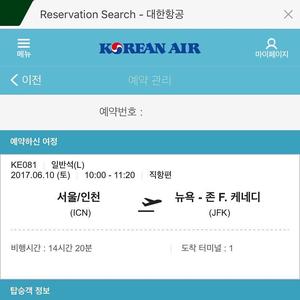 Reservation Search - 대한항공
메뉴
KOREAN AIR
마이페이지
이전
예약 관리
예약번호 :
예약하신 여정
KE081 | 일반석(L)
2017.06.10 (토) | 10:00 - 11:20 | 직항편
서울/인천
(ICN)
뉴욕 - 존 F. 케네디
(JFK)
비행시간 : 14시간 20분
도착 터미널 : 1
탑승객 정보